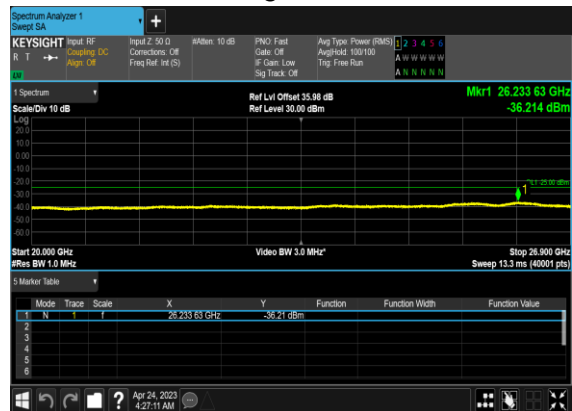 Spectrum Analyzer 1
Swept SA
+
KEYSIGHT Input: RF Input Z: 50 Ω #Atten: 10 dB PNO: Fast Avg Type: Power (RMS) 1 2 3 4 5 6
R T Coupling: DC Corrections: Off Gate: Off Avg|Hold: 100/100 A W W W W W
Align: Off Freq Ref: Int (S) IF Gain: Low Trig: Free Run
Sig Track: Off A N N N N N
1 Spectrum Ref Lvl Offset 35.98 dB Mkr1 26.233 63 GHz
Scale/Div 10 dB Ref Level 30.00 dBm -36.214 dBm
Log
20.0
10.0
0.00
-10.0
-20.0
-30.0
-40.0
-50.0
-60.0
1
Start 20.000 GHz Video BW 3.0 MHz* Stop 26.900 GHz
#Res BW 1.0 MHz Sweep 13.3 ms (40001 pts)
5 Marker Table
Mode Trace Scale X Y Function Function Width Function Value
1 N 1 f 26.233 63 GHz -36.21 dBm
2
3
4
5
6
? Apr 24, 2023
4:27:11 AM